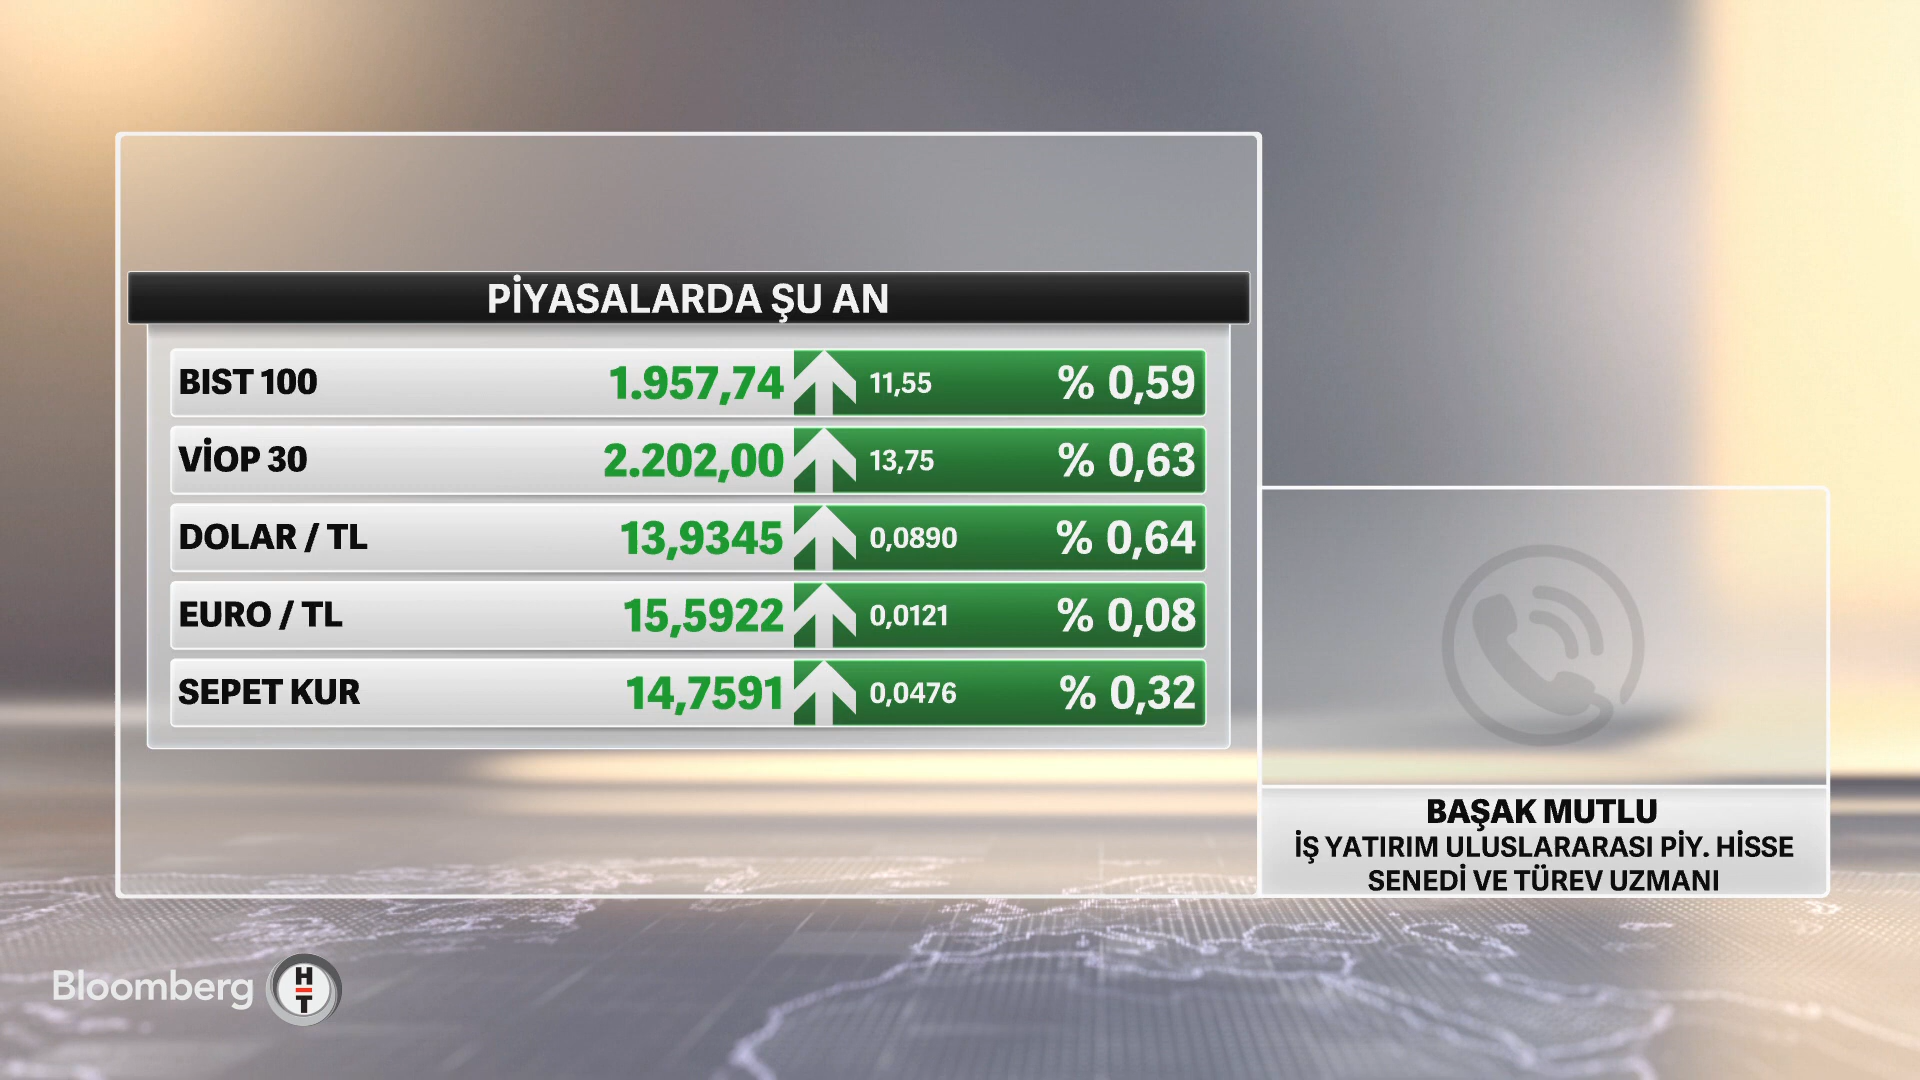 PİYASALARDA ŞU AN
BIST 100 1.957,74 11,55 % 0,59
VİOP 30 2.202,00 13,75 % 0,63
DOLAR / TL 13,9345 0,0890 % 0,64
EURO / TL 15,5922 0,0121 % 0,08
SEPET KUR 14,7591 0,0476 % 0,32
BAŞAK MUTLU
İŞ YATIRIM ULUSLARARASI PİY. HİSSE
SENEDİ VE TÜREV UZMANI
Bloomberg HT